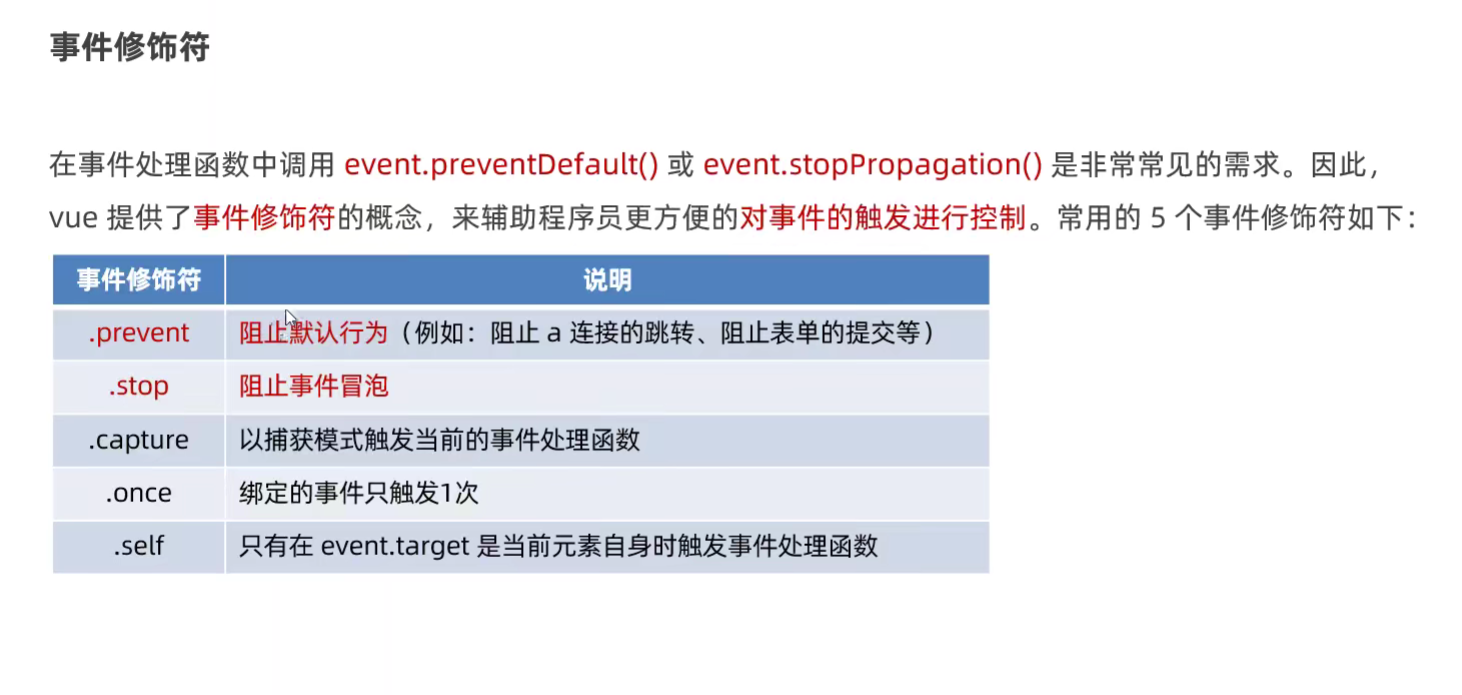 事件修饰符
在事件处理函数中调用 event.preventDefault() 或 event.stopPropagation() 是非常常见的需求。因此，
vue 提供了事件修饰符的概念，来辅助程序员更方便的对事件的触发进行控制。常用的 5 个事件修饰符如下：
事件修饰符 说明
.prevent 阻止默认行为（例如：阻止 a 连接的跳转、阻止表单的提交等）
.stop 阻止事件冒泡
.capture 以捕获模式触发当前的事件处理函数
.once 绑定的事件只触发1次
.self 只有在 event.target 是当前元素自身时触发事件处理函数